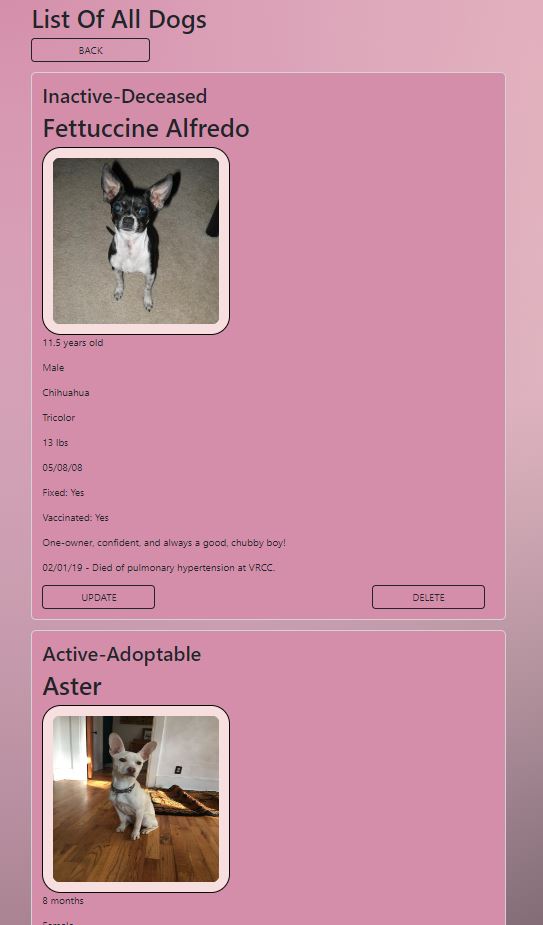 List Of All Dogs
BACK
Inactive-Deceased
Fettuccine Alfredo
11.5 years old
Male
Chihuahua
Tricolor
13 lbs
05/08/08
Fixed: Yes
Vaccinated: Yes
One-owner, confident, and always a good, chubby boy!
02/01/19 - Died of pulmonary hypertension at VRCC.
UPDATE DELETE
Active-Adoptable
Aster
8 months